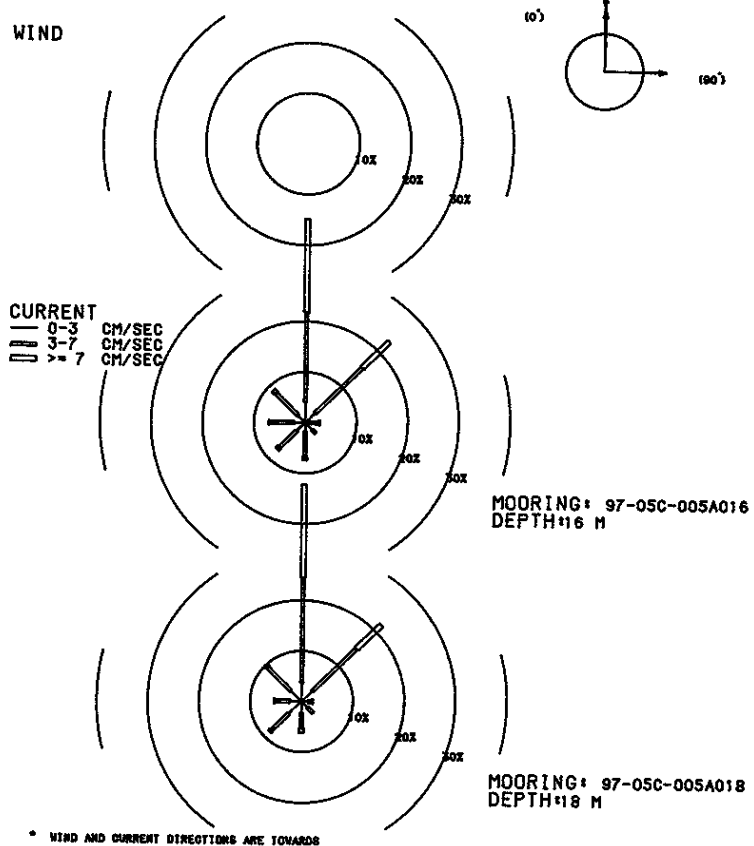 WIND
(0°)
(90°)
10%
20%
30%
CURRENT
0-3 CM/SEC
3-7 CM/SEC
>= 7 CM/SEC
10%
20%
30%
MOORING: 97-05C-005A016
DEPTH:16 M
10%
20%
30%
MOORING: 97-05C-005A018
DEPTH:18 M
* WIND AND CURRENT DIRECTIONS ARE TOWARDS